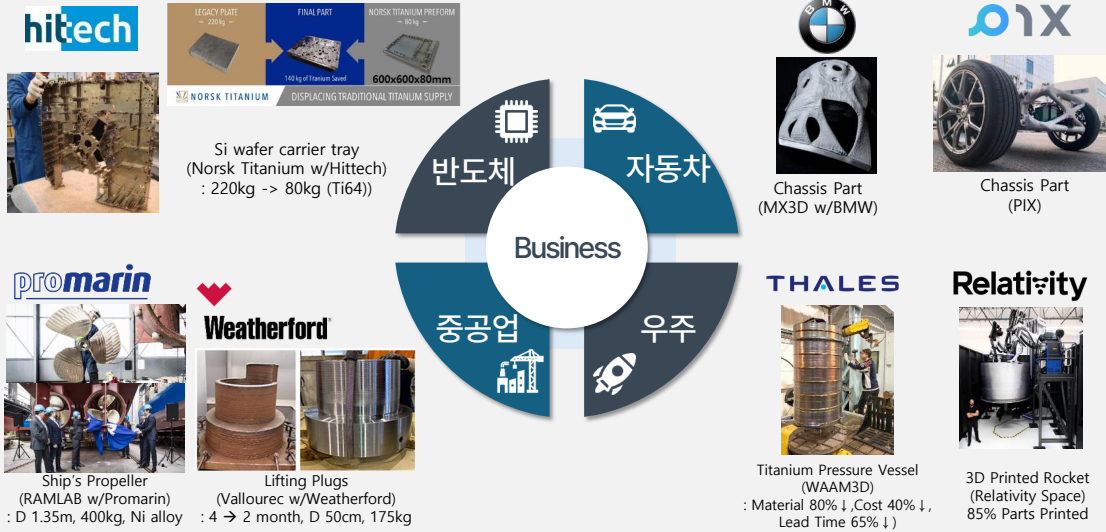 hittech
LEGACY PLATE
~ 220 kg ~
FINAL PART
140 kg of Titanium Saved
NORSK TITANIUM PREFORM
~ 80 kg ~
600x600x80mm
NORSK TITANIUM
DISPLACING TRADITIONAL TITANIUM SUPPLY
Si wafer carrier tray
(Norsk Titanium w/Hittech)
: 220kg -> 80kg (Ti64))
BMW
Chassis Part
(MX3D w/BMW)
PIX
Chassis Part
(PIX)
반도체
자동차
Business
중공업
우주
promarin
Ship's Propeller
(RAMLAB w/Promarin)
: D 1.35m, 400kg, Ni alloy
Weatherford®
Lifting Plugs
(Vallourec w/Weatherford)
: 4 → 2 month, D 50cm, 175kg
THALES
Titanium Pressure Vessel
(WAAM3D)
: Material 80%↓,Cost 40%↓,
Lead Time 65%↓)
Relativity
3D Printed Rocket
(Relativity Space)
85% Parts Printed